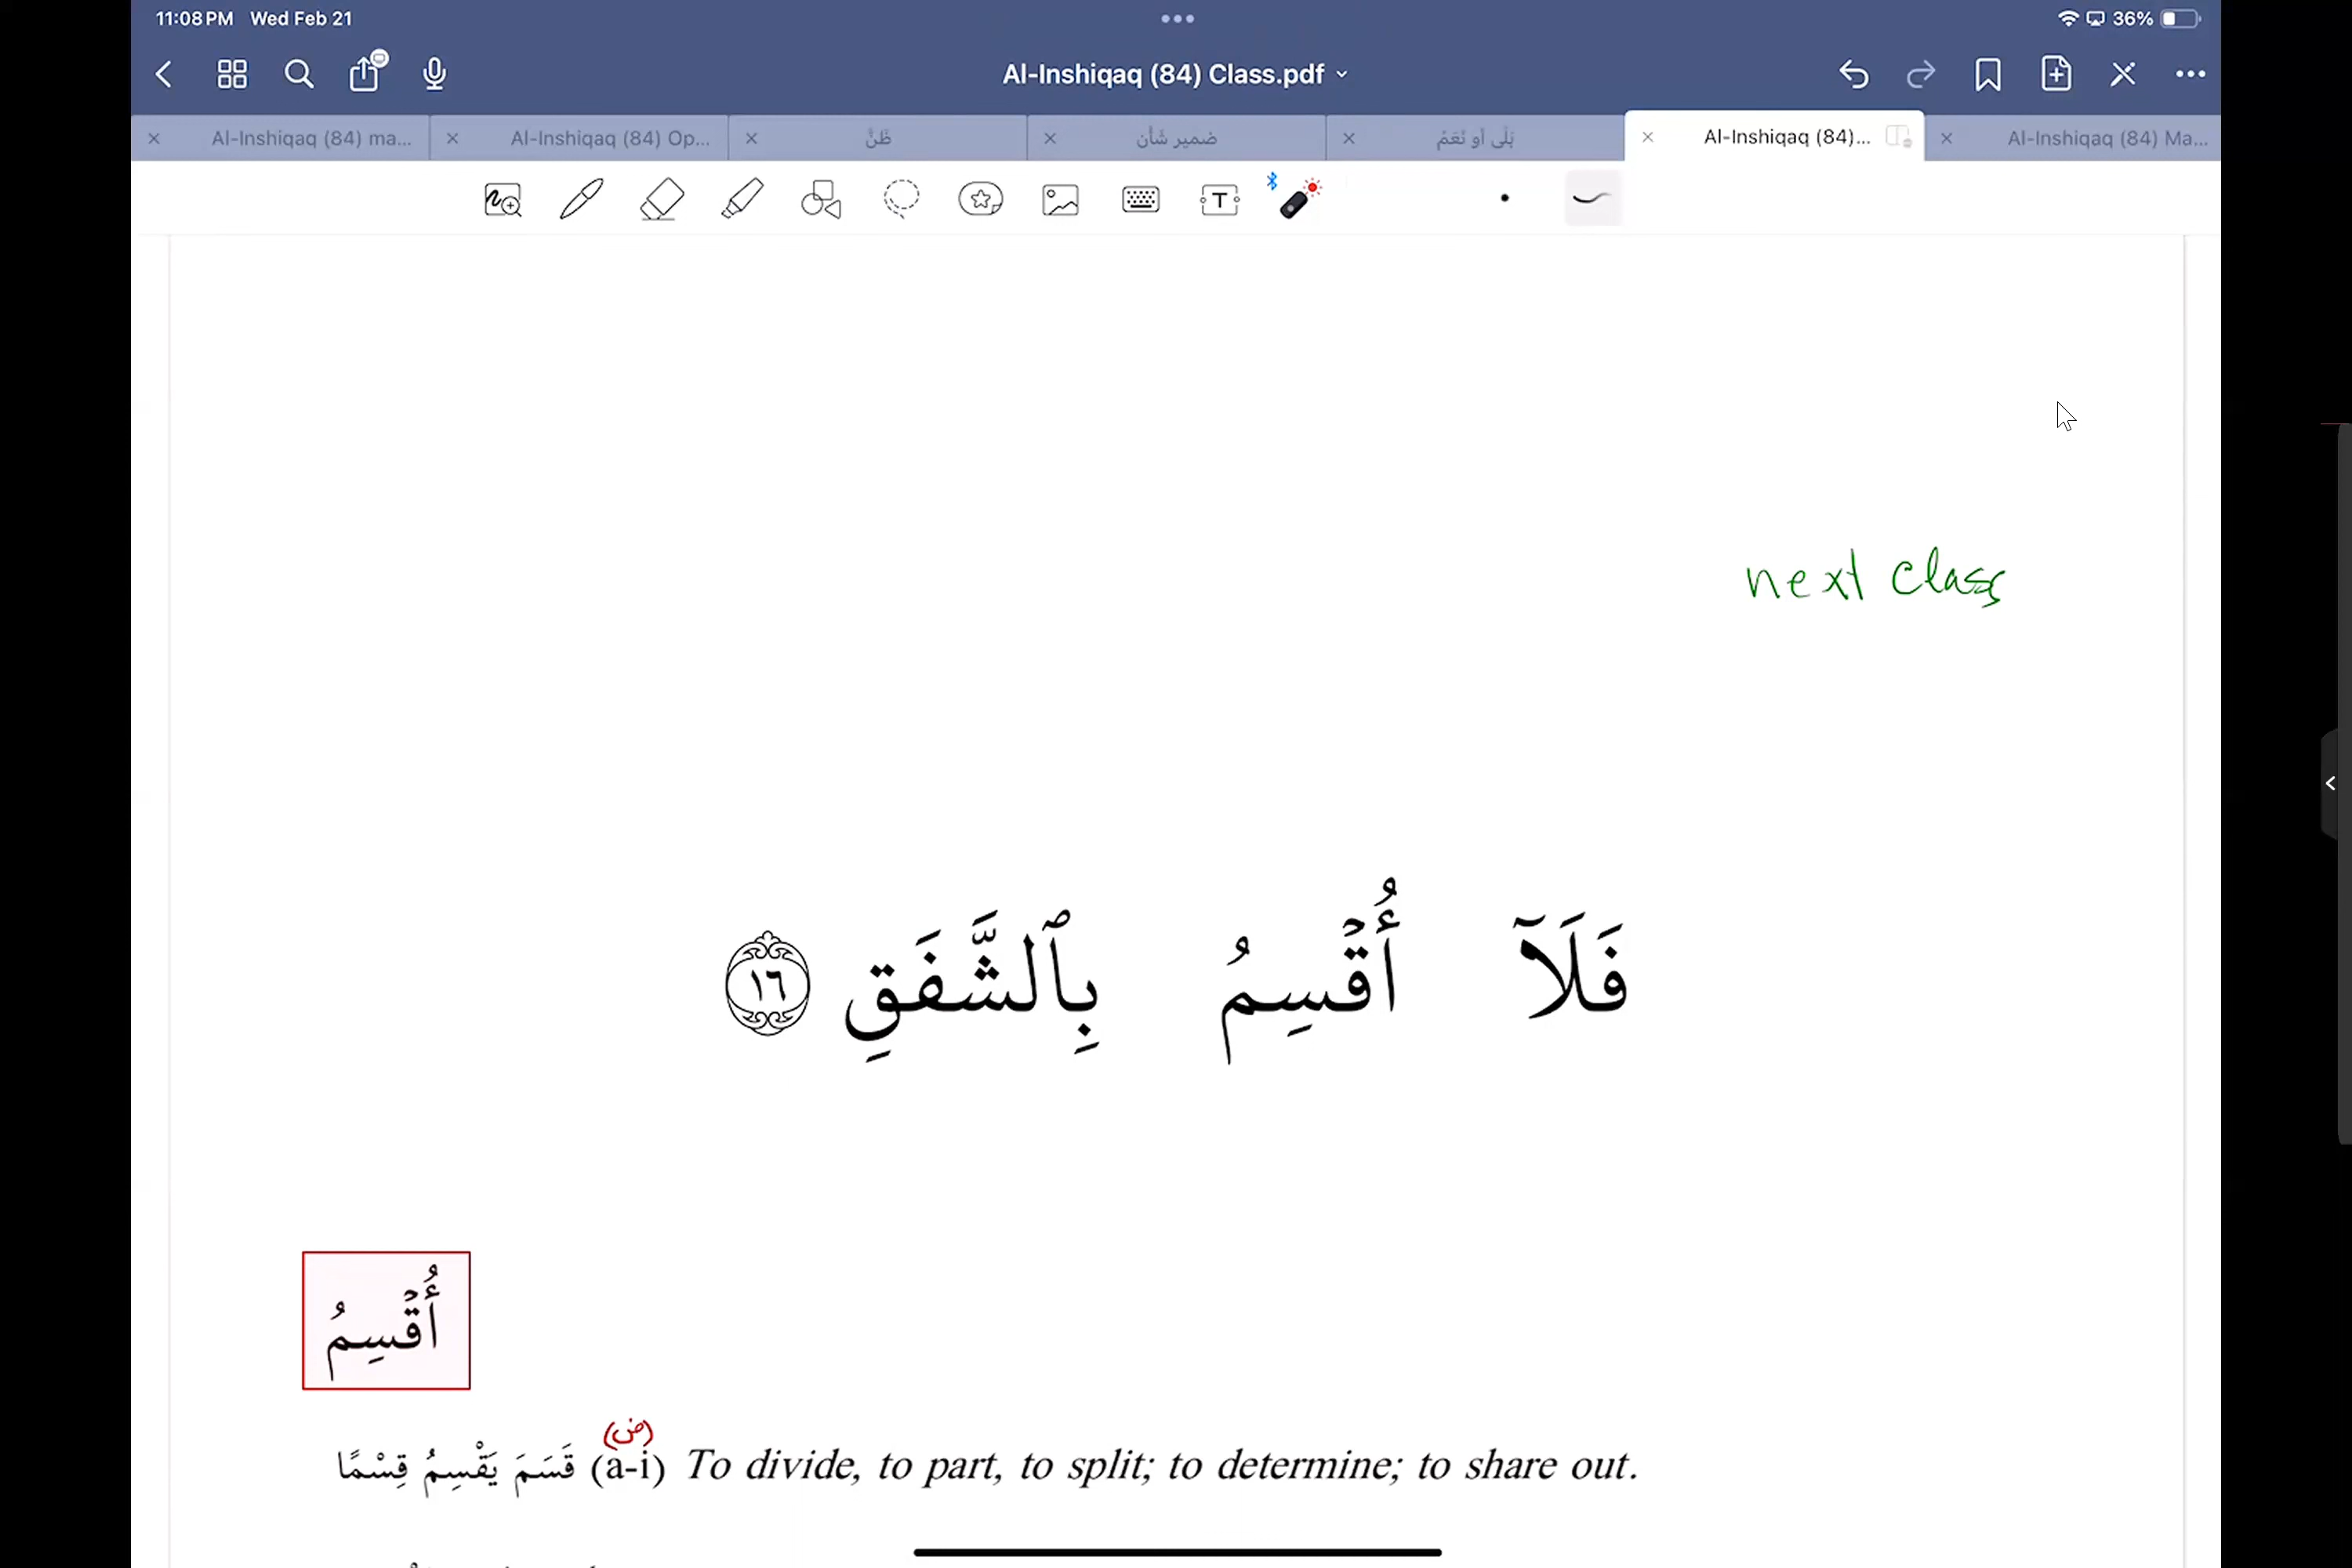 11:08 PM Wed Feb 21
36%
Al-Inshiqaq (84) Class.pdf
Al-Inshiqaq (84) ma...
Al-Inshiqaq (84) Op...
ظَنَّ
ضمير شأن
بَلَى أو نَعَمْ
Al-Inshiqaq (84)...
Al-Inshiqaq (84) Ma...
T
next class
فَلَآ أُقْسِمُ بِٱلشَّفَقِ ١٦
أُقْسِمُ
(ض)
قَسَمَ يَقْسِمُ قِسْمًا (a-i) To divide, to part, to split; to determine; to share out.